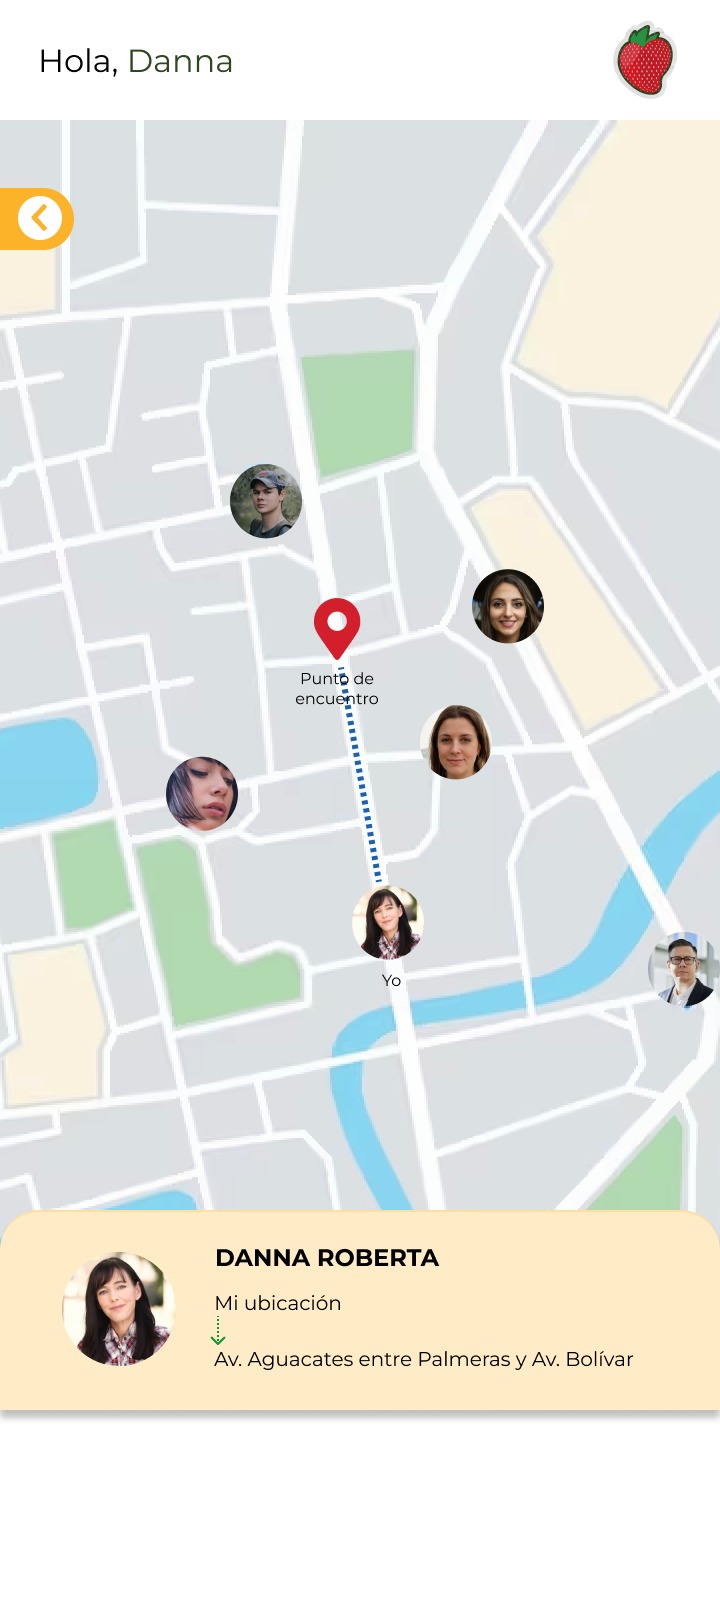 Hola, Danna
Punto de
encuentro
Yo
DANNA ROBERTA
Mi ubicación
Av. Aguacates entre Palmeras y Av. Bolívar